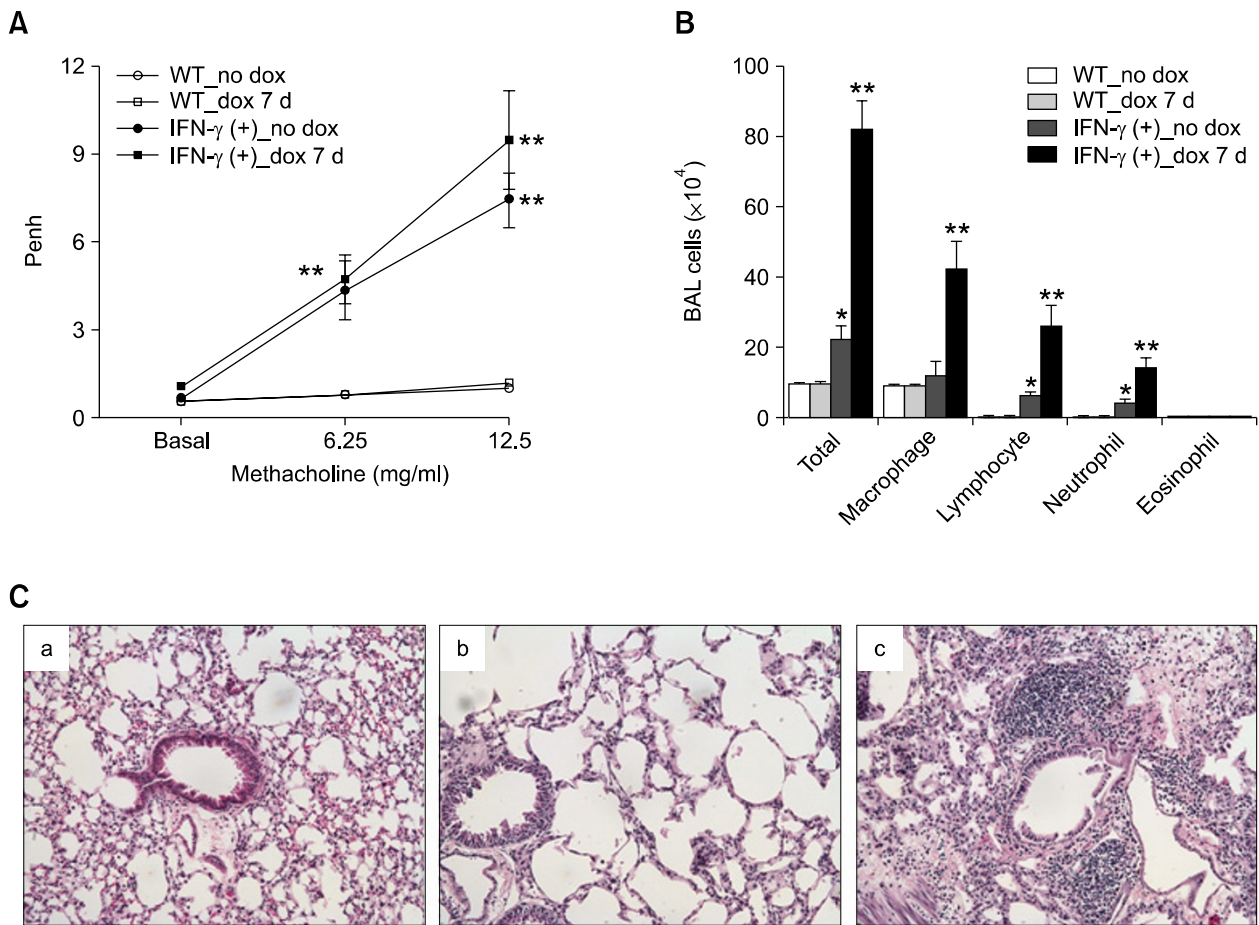 A
12
9
6
3
0
Penh
WT_no dox
WT_dox 7 d
IFN-γ (+)_no dox
IFN-γ (+)_dox 7 d
**
**
**
Basal
6.25
12.5
Methacholine (mg/ml)
B
100
80
60
40
20
0
BAL cells (×10⁴)
WT_no dox
WT_dox 7 d
IFN-γ (+)_no dox
IFN-γ (+)_dox 7 d
*
**
**
*
**
*
**
Total
Macrophage
Lymphocyte
Neutrophil
Eosinophil
C
a
b
c